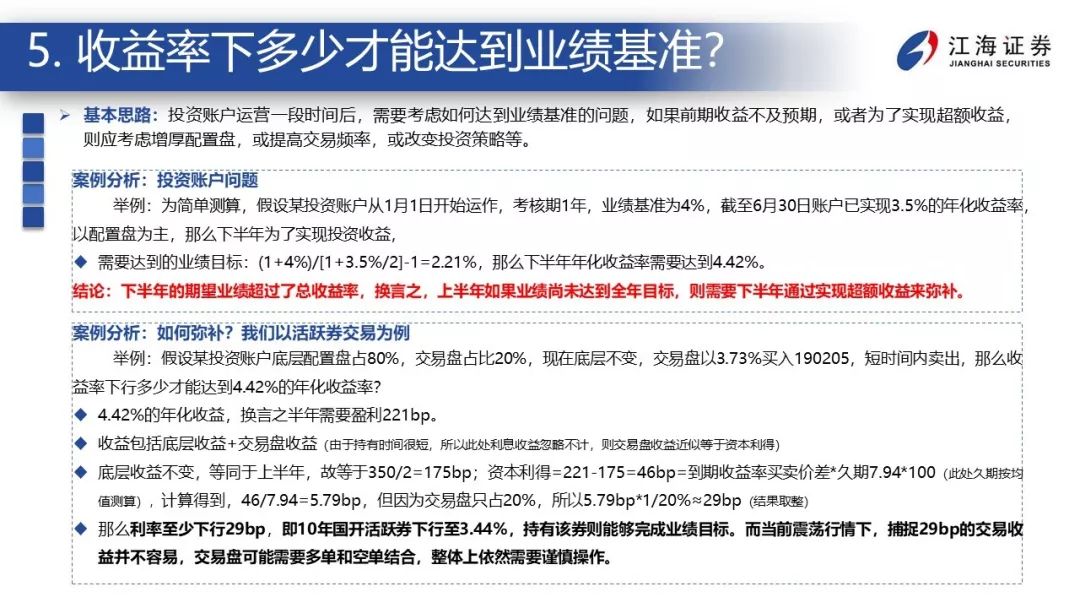 5. 收益率下多少才能达到业绩基准？
江海证券
JIANGHAI SECURITIES
➢ 基本思路：投资账户运营一段时间后，需要考虑如何达到业绩基准的问题，如果前期收益不及预期，或者为了实现超额收益，
则应考虑增厚配置盘，或提高交易频率，或改变投资策略等。
案例分析：投资账户问题
举例：为简单测算，假设某投资账户从1月1日开始运作，考核期1年，业绩基准为4%，截至6月30日账户已实现3.5%的年化收益率，
以配置盘为主，那么下半年为了实现投资收益，
◆ 需要达到的业绩目标：(1+4%)/[1+3.5%/2]-1=2.21%，那么下半年年化收益率需要达到4.42%。
结论：下半年的期望业绩超过了总收益率，换言之，上半年如果业绩尚未达到全年目标，则需要下半年通过实现超额收益来弥补。
案例分析：如何弥补？我们以活跃券交易为例
举例：假设某投资账户底层配置盘占80%，交易盘占比20%，现在底层不变，交易盘以3.73%买入190205，短时间内卖出，那么收
益率下行多少才能达到4.42%的年化收益率？
◆ 4.42%的年化收益，换言之半年需要盈利221bp。
◆ 收益包括底层收益+交易盘收益（由于持有时间很短，所以此处利息收益忽略不计，则交易盘收益近似等于资本利得）
◆ 底层收益不变，等同于上半年，故等于350/2=175bp；资本利得=221-175=46bp=到期收益率买卖价差*久期7.94*100（此处久期按均
值测算），计算得到，46/7.94=5.79bp，但因为交易盘只占20%，所以5.79bp*1/20%≈29bp（结果取整）
◆ 那么利率至少下行29bp，即10年国开活跃券下行至3.44%，持有该券则能够完成业绩目标。而当前震荡行情下，捕捉29bp的交易收
益并不容易，交易盘可能需要多单和空单结合，整体上依然需要谨慎操作。